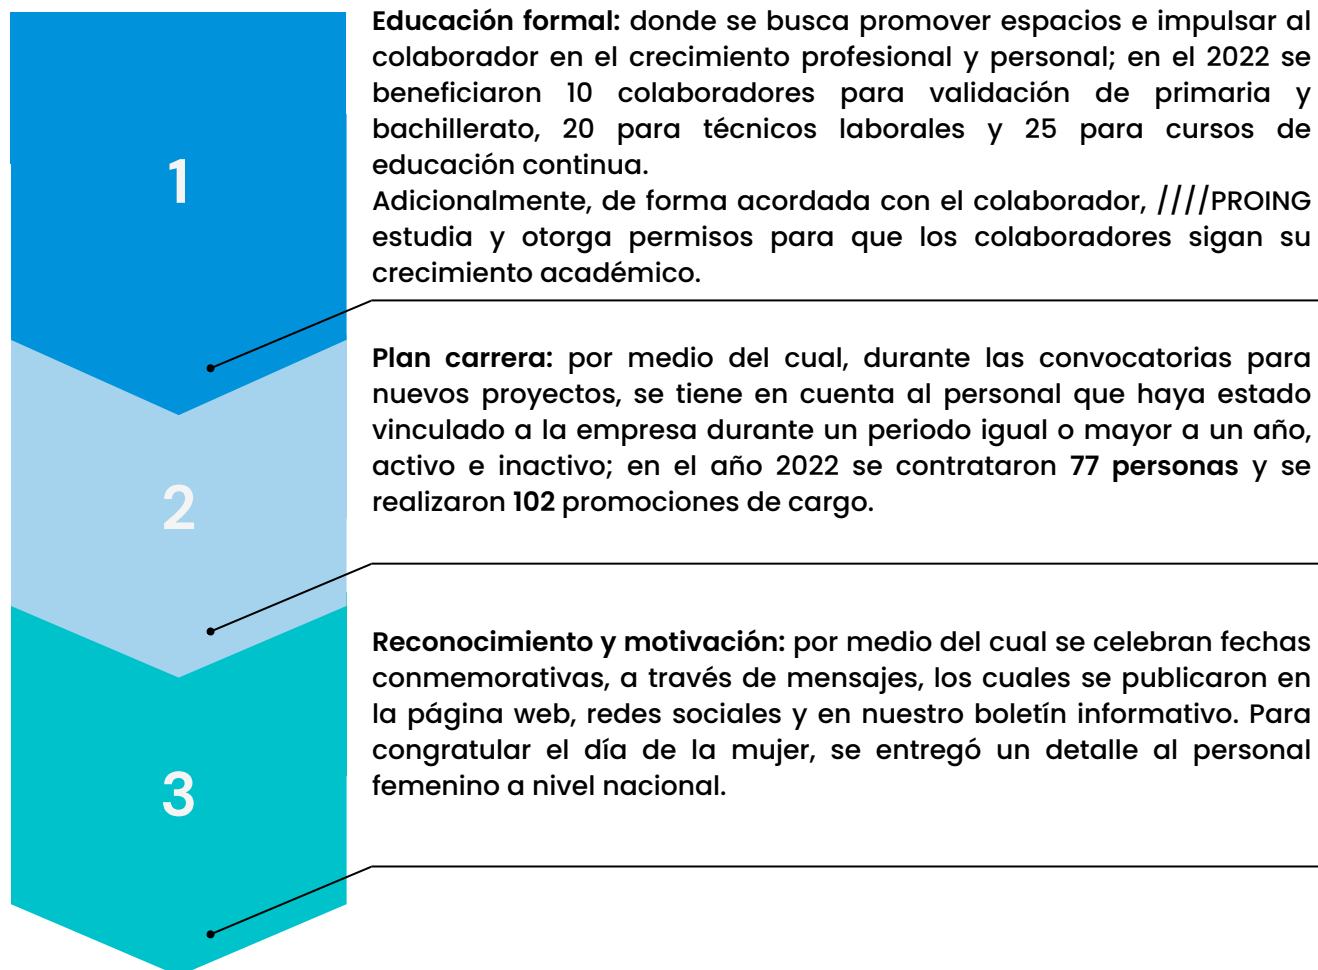 1
Educación formal: donde se busca promover espacios e impulsar al
colaborador en el crecimiento profesional y personal; en el 2022 se
beneficiaron 10 colaboradores para validación de primaria y
bachillerato, 20 para técnicos laborales y 25 para cursos de
educación continua.
Adicionalmente, de forma acordada con el colaborador, ////PROING
estudia y otorga permisos para que los colaboradores sigan su
crecimiento académico.
2
Plan carrera: por medio del cual, durante las convocatorias para
nuevos proyectos, se tiene en cuenta al personal que haya estado
vinculado a la empresa durante un periodo igual o mayor a un año,
activo e inactivo; en el año 2022 se contrataron 77 personas y se
realizaron 102 promociones de cargo.
3
Reconocimiento y motivación: por medio del cual se celebran fechas
conmemorativas, a través de mensajes, los cuales se publicaron en
la página web, redes sociales y en nuestro boletín informativo. Para
congratular el día de la mujer, se entregó un detalle al personal
femenino a nivel nacional.